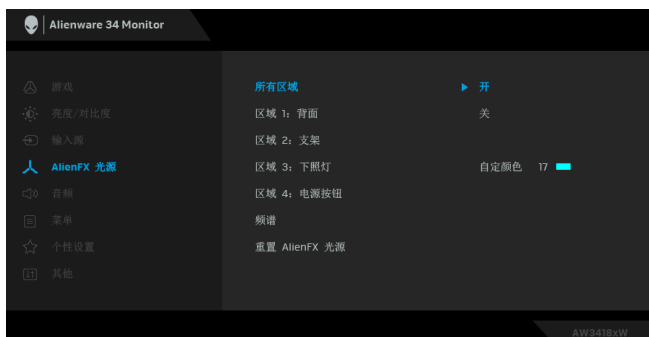 Alienware 34 Monitor
游戏
亮度/对比度
输入源
AlienFX 光源
音频
菜单
个性设置
其他
所有区域 开
区域 1：背面 关
区域 2：支架
区域 3：下照灯 自定颜色 17
区域 4：电源按钮
频谱
重置 AlienFX 光源
AW3418xW